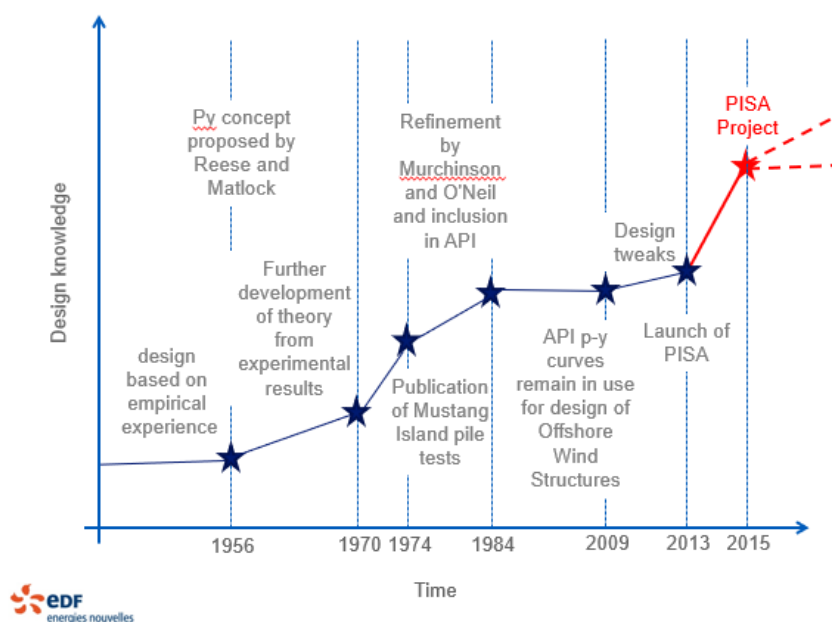 Py concept
proposed by
Reese and
Matlock
Refinement
by
Murchinson
and O'Neil
and inclusion
in API
PISA
Project
Design
tweaks
Further
development
of theory
from
experimental
results
design
based on
empirical
experience
Publication
of Mustang
Island pile
tests
API p-y
curves
remain in use
for design of
Offshore
Wind
Structures
Launch of
PISA
Design knowledge
1956
1970
1974
1984
2009
2013
2015
Time
eDF
energies nouvelles